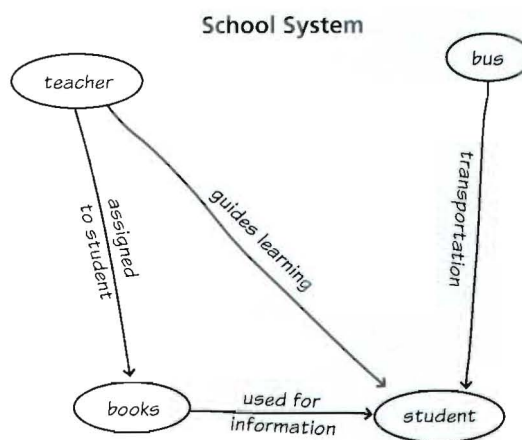 School System
teacher
bus
assigned
to student
guides learning
transportation
books
used for
information
student